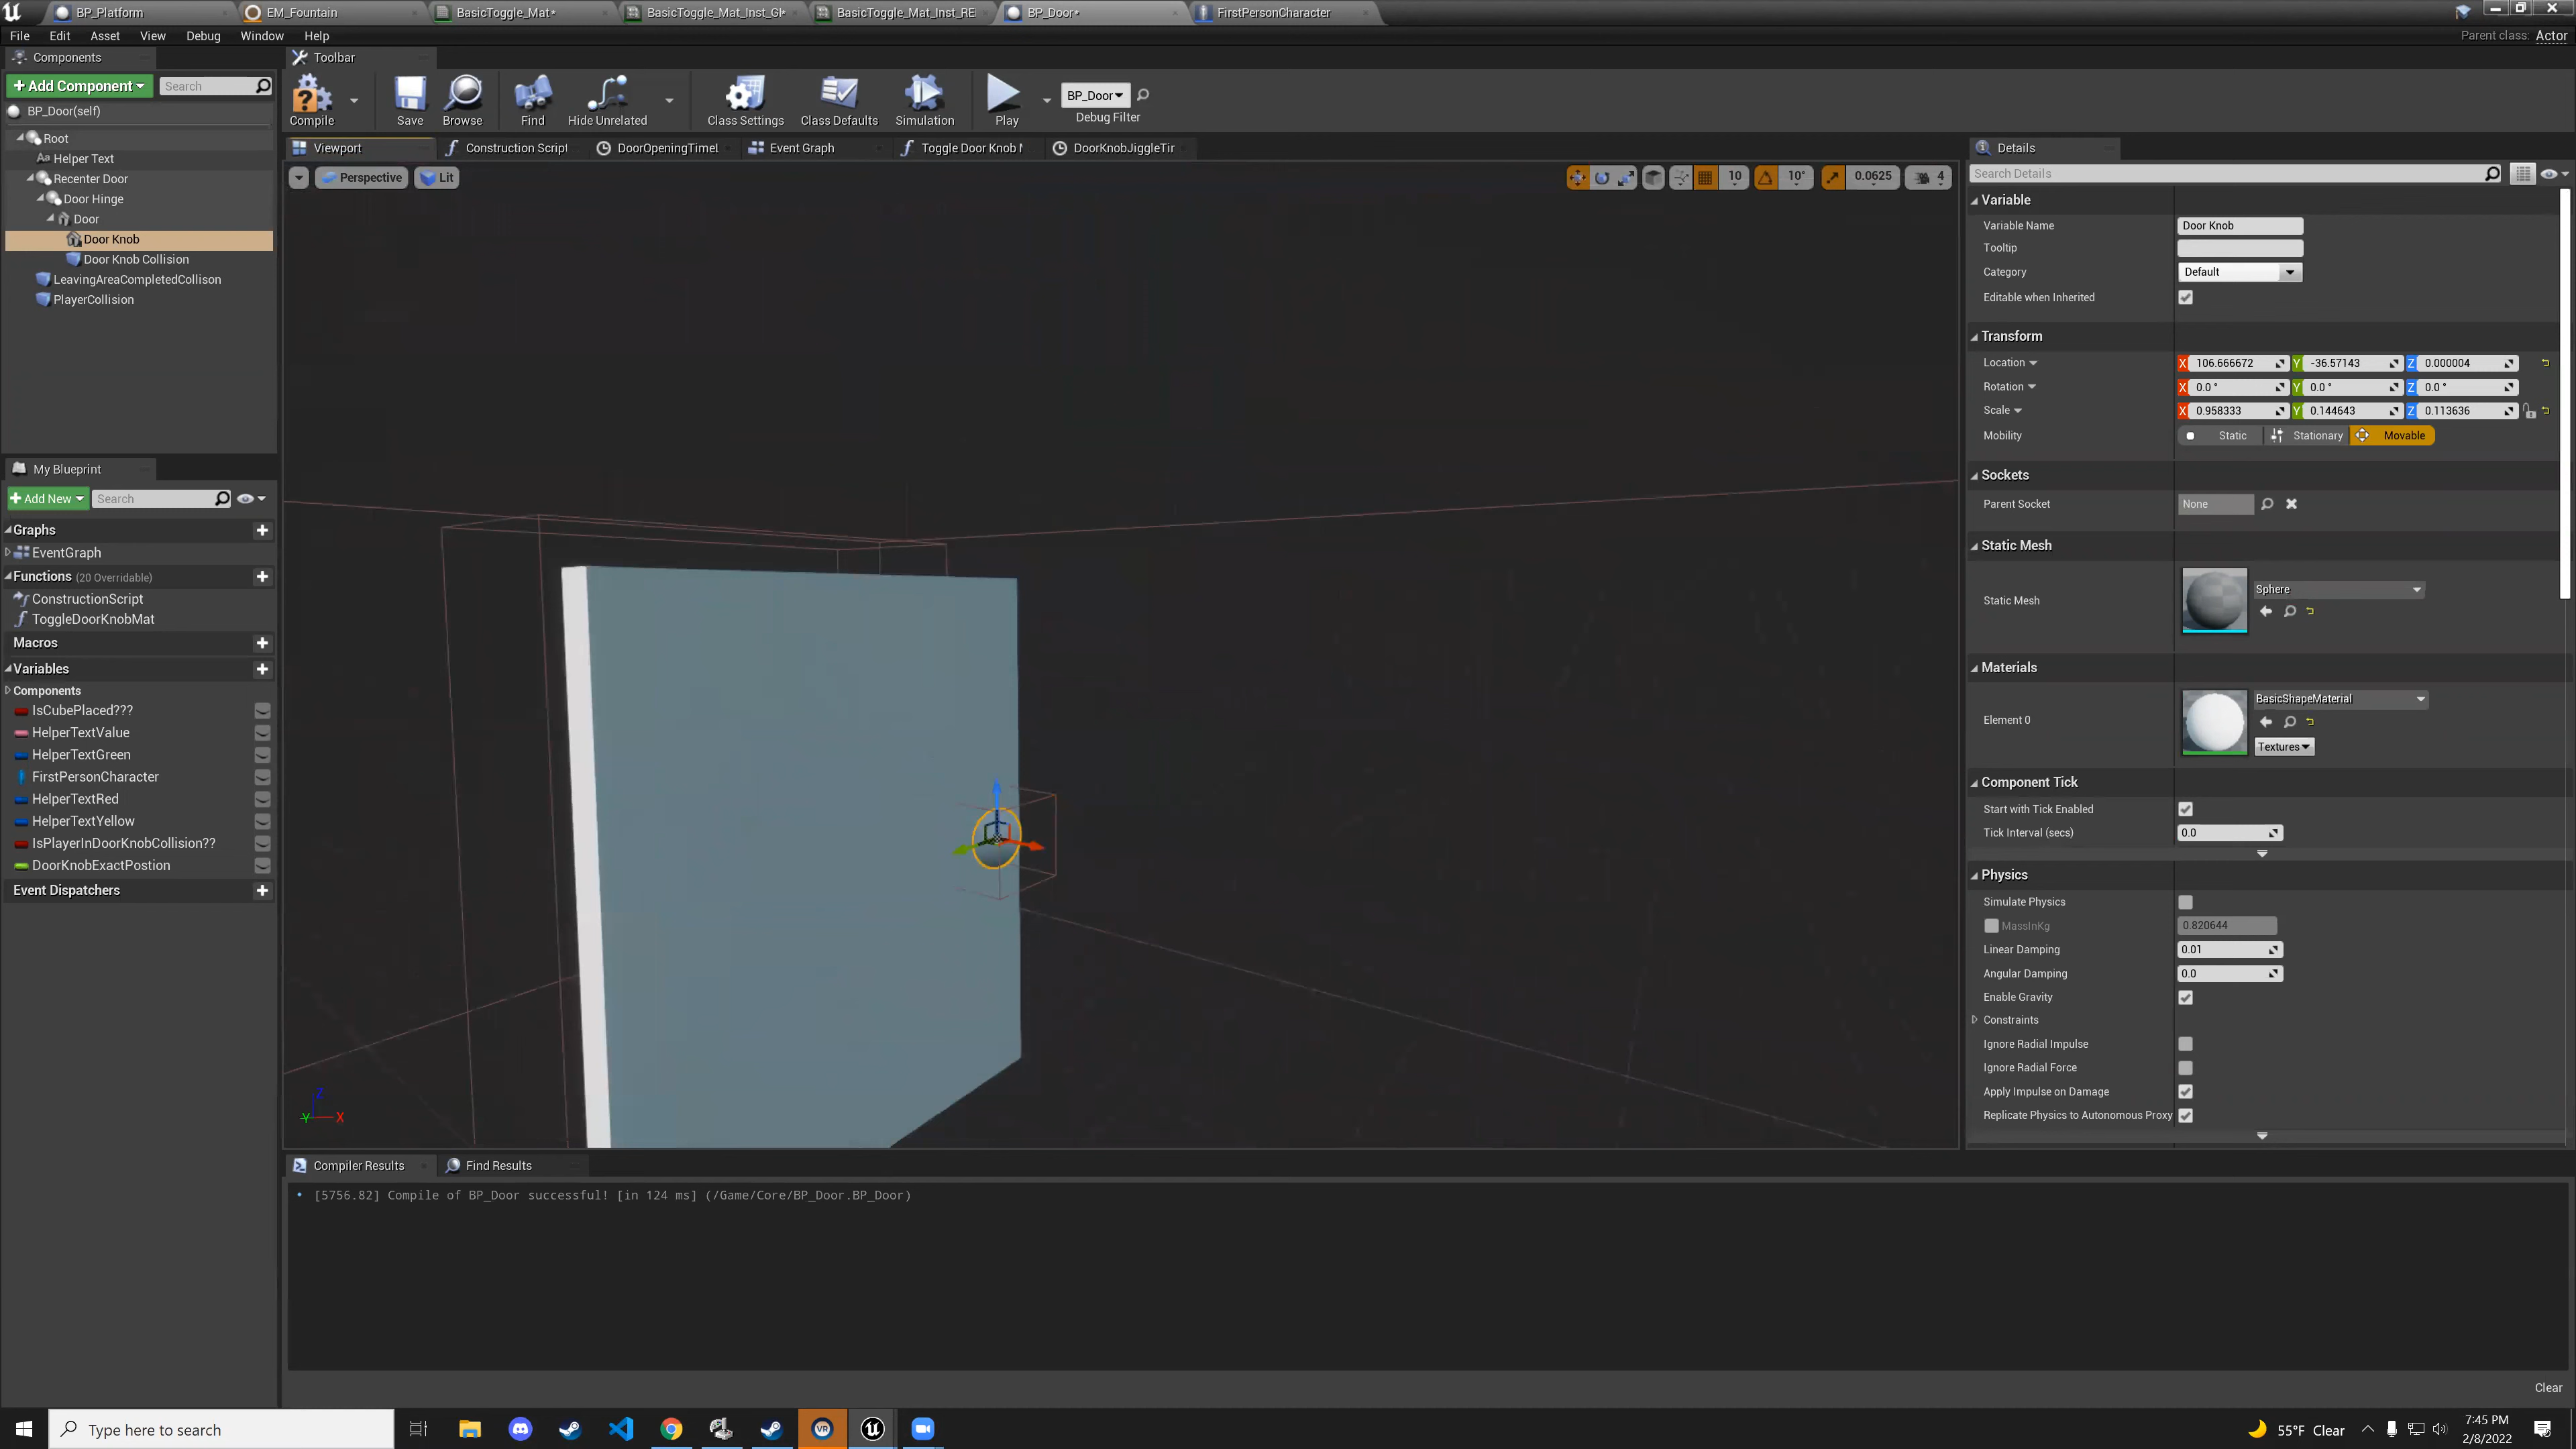 BP_Platform
EM_Fountain
BasicToggle_Mat*
BasicToggle_Mat_Inst_GI*
BasicToggle_Mat_Inst_RE
BP_Door*
FirstPersonCharacter
File Edit Asset View Debug Window Help
Parent class: Actor
Components
Toolbar
+ Add Component
Search
BP_Door(self)
Root
Helper Text
Recenter Door
Door Hinge
Door
Door Knob
Door Knob Collision
LeavingAreaCompletedCollison
PlayerCollision
Compile
Save
Browse
Find
Hide Unrelated
Class Settings
Class Defaults
Simulation
Play
BP_Door
Debug Filter
Viewport
Construction Script
DoorOpeningTimel
Event Graph
Toggle Door Knob M
DoorKnobJiggleTir
Perspective
Lit
10
10°
0.0625
4
My Blueprint
+ Add New
Search
Graphs
EventGraph
Functions (20 Overridable)
ConstructionScript
ToggleDoorKnobMat
Macros
Variables
Components
IsCubePlaced???
HelperTextValue
HelperTextGreen
FirstPersonCharacter
HelperTextRed
HelperTextYellow
IsPlayerInDoorKnobCollision??
DoorKnobExactPostion
Event Dispatchers
Z
Y X
Details
Search Details
Variable
Variable Name Door Knob
Tooltip
Category Default
Editable when Inherited
Transform
Location X 106.666672 Y -36.57143 Z 0.000004
Rotation X 0.0 ° Y 0.0 ° Z 0.0 °
Scale X 0.958333 Y 0.144643 Z 0.113636
Mobility Static Stationary Movable
Sockets
Parent Socket None
Static Mesh
Static Mesh Sphere
Materials
Element 0 BasicShapeMaterial
Textures
Component Tick
Start with Tick Enabled
Tick Interval (secs) 0.0
Physics
Simulate Physics
MassInKg 0.820644
Linear Damping 0.01
Angular Damping 0.0
Enable Gravity
Constraints
Ignore Radial Impulse
Ignore Radial Force
Apply Impulse on Damage
Replicate Physics to Autonomous Proxy
Compiler Results
Find Results
[5756.82] Compile of BP_Door successful! [in 124 ms] (/Game/Core/BP_Door.BP_Door)
Clear
Type here to search
VR
55°F Clear
7:45 PM
2/8/2022